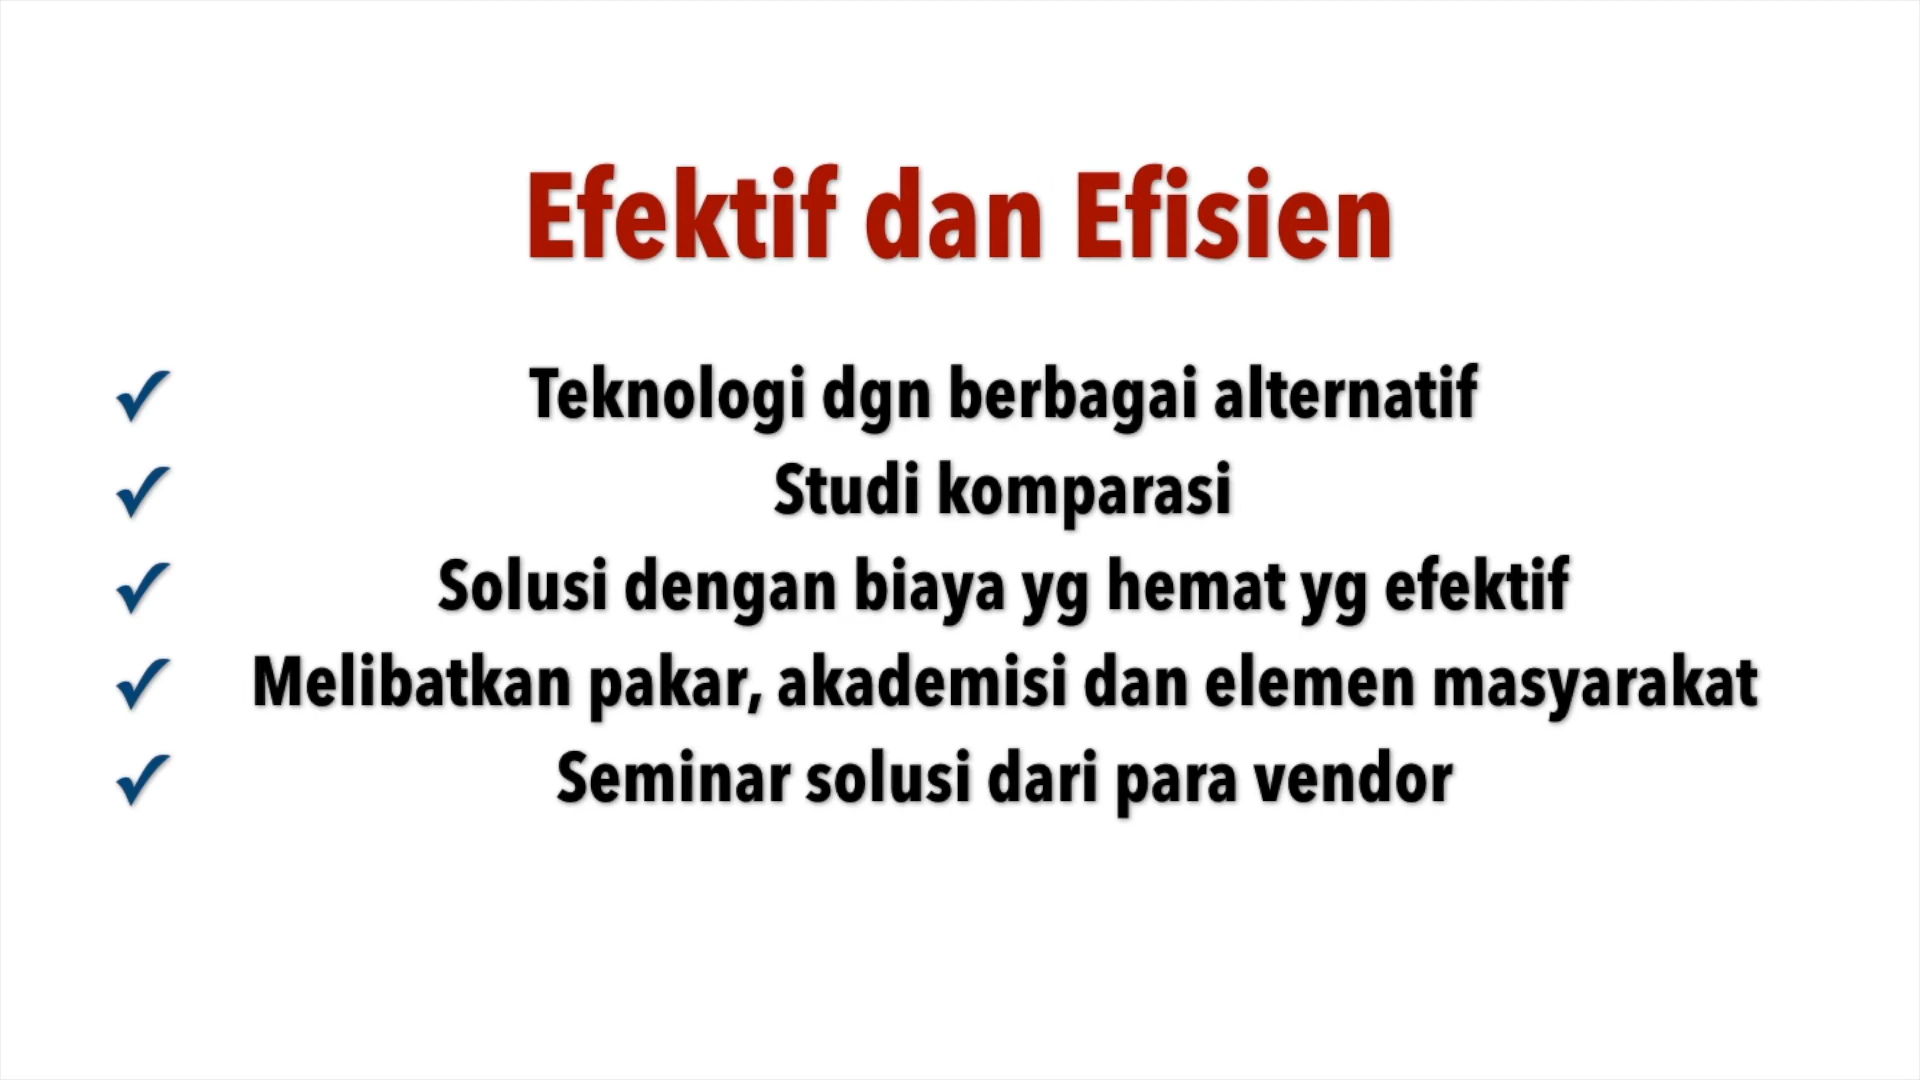 Efektif dan Efisien
✓ Teknologi dgn berbagai alternatif
✓ Studi komparasi
✓ Solusi dengan biaya yg hemat yg efektif
✓ Melibatkan pakar, akademisi dan elemen masyarakat
✓ Seminar solusi dari para vendor